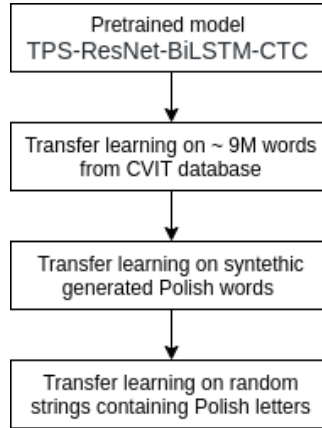 Pretrained model
TPS-ResNet-BiLSTM-CTC
Transfer learning on ~ 9M words
from CVIT database
Transfer learning on syntethic
generated Polish words
Transfer learning on random
strings containing Polish letters